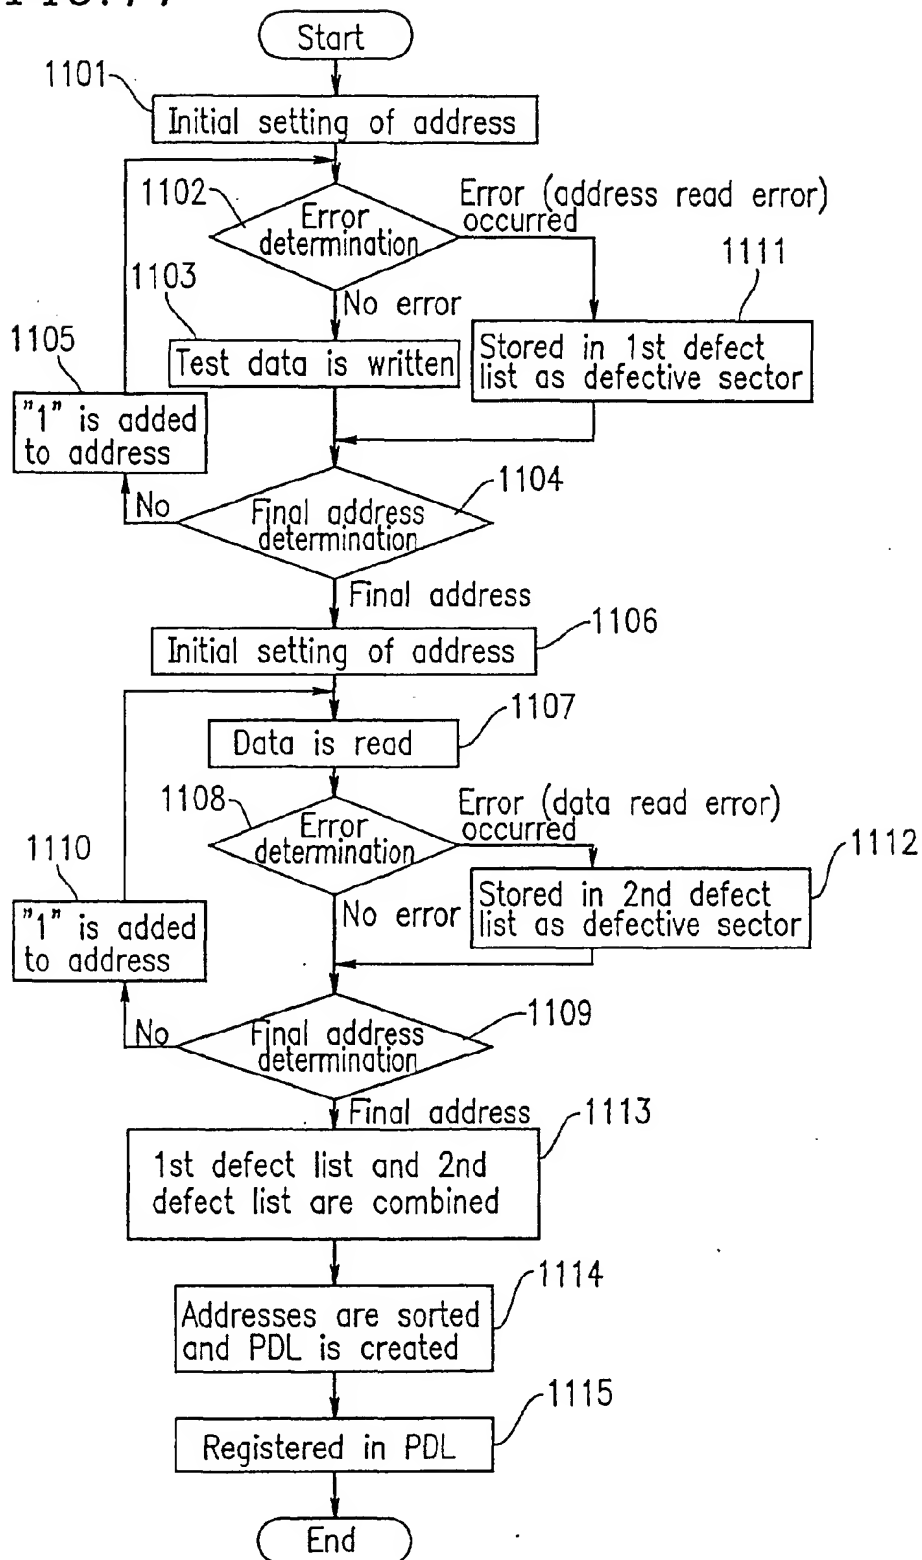 Start
1101
Initial setting of address
1102
Error
determination
Error (address read error)
occurred
1111
1103
No error
1105
Test data is written
Stored in 1st defect
list as defective sector
"1" is added
to address
1104
No
Final address
determination
Final address
1106
Initial setting of address
1107
Data is read
1108
Error
determination
Error (data read error)
occurred
1110
1112
Stored in 2nd defect
list as defective sector
No error
"1" is added
to address
1109
No
Final address
determination
Final address
1113
1st defect list and 2nd
defect list are combined
1114
Addresses are sorted
and PDL is created
1115
Registered in PDL
End